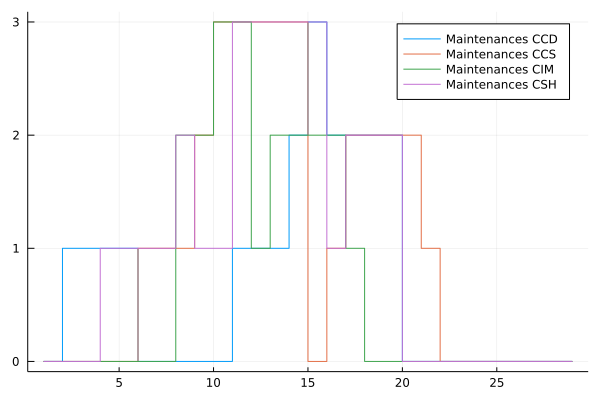 3
Maintenances CCD
Maintenances CCS
Maintenances CIM
Maintenances CSH
2
1
0
5 10 15 20 25